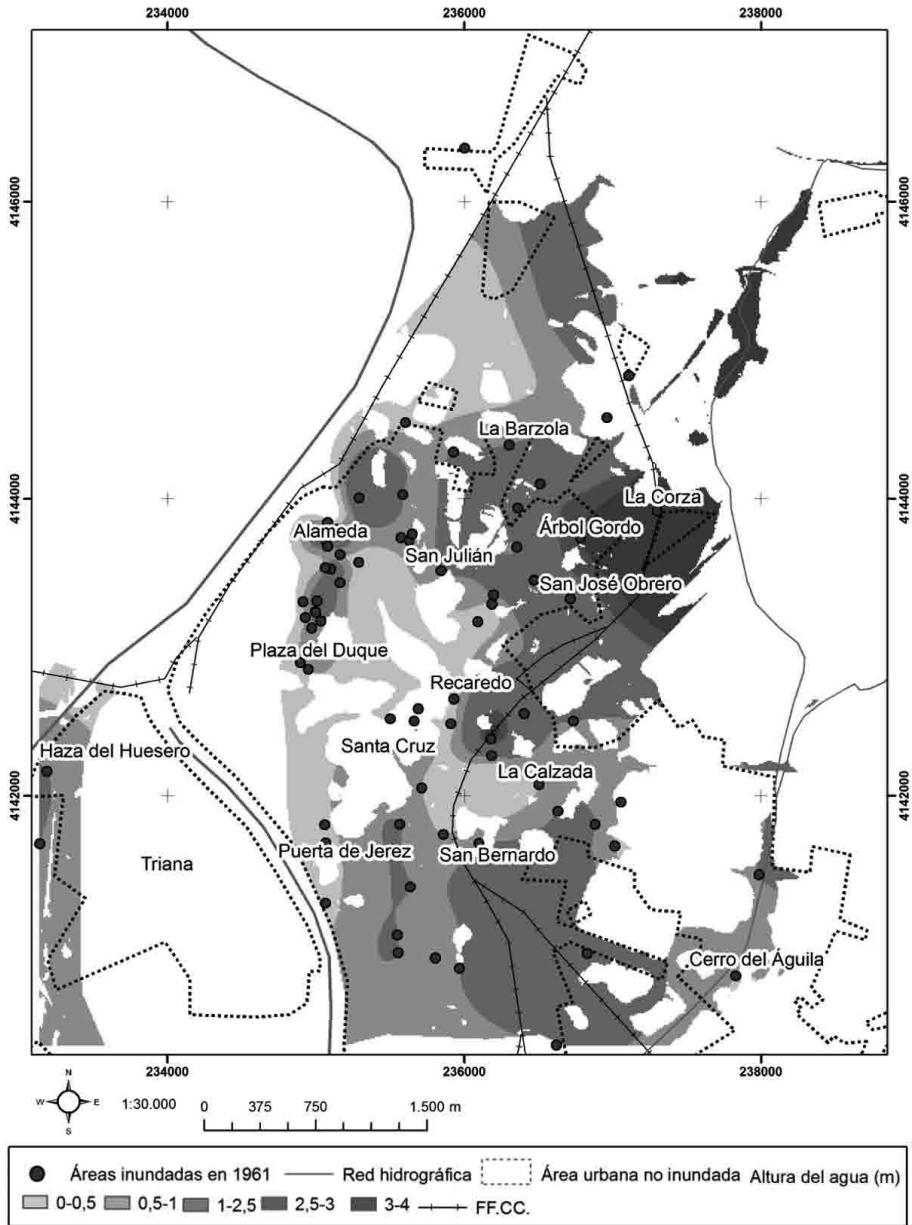 234000 236000 238000
4146000 4146000
La Barzola
4144000 4144000
La Corza
Alameda
Árbol Gordo
San Julián
San José Obrero
Plaza del Duque
Recaredo
Santa Cruz
Haza del Huesero
La Calzada
4142000 4142000
Puerta de Jerez
San Bernardo
Triana
Cerro del Águila
234000 236000 238000
N
W E
S
1:30.000
0 375 750 1.500 m
Áreas inundadas en 1961 Red hidrográfica Área urbana no inundada Altura del agua (m)
0-0,5 0,5-1 1-2,5 2,5-3 3-4 FF.CC.